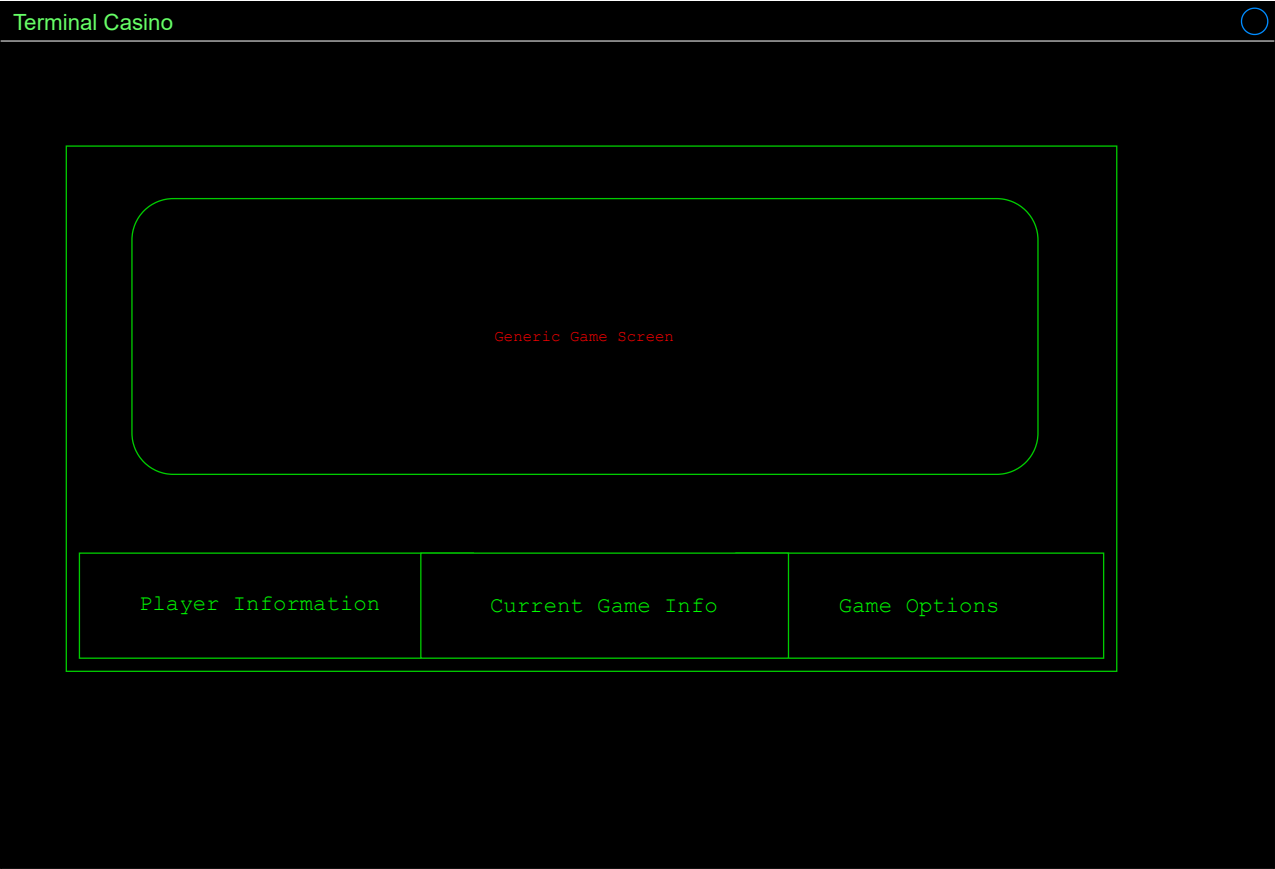 Terminal Casino
Generic Game Screen
Player Information
Current Game Info
Game Options